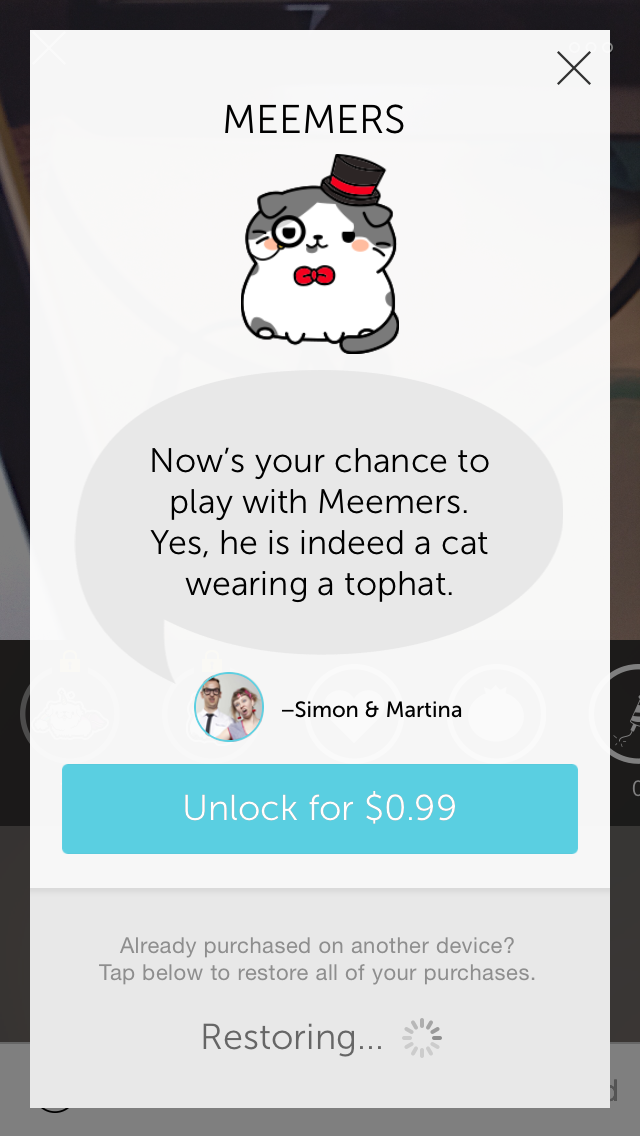 MEEMERS
Now's your chance to
play with Meemers.
Yes, he is indeed a cat
wearing a tophat.
–Simon & Martina
Unlock for $0.99
Already purchased on another device?
Tap below to restore all of your purchases.
Restoring...